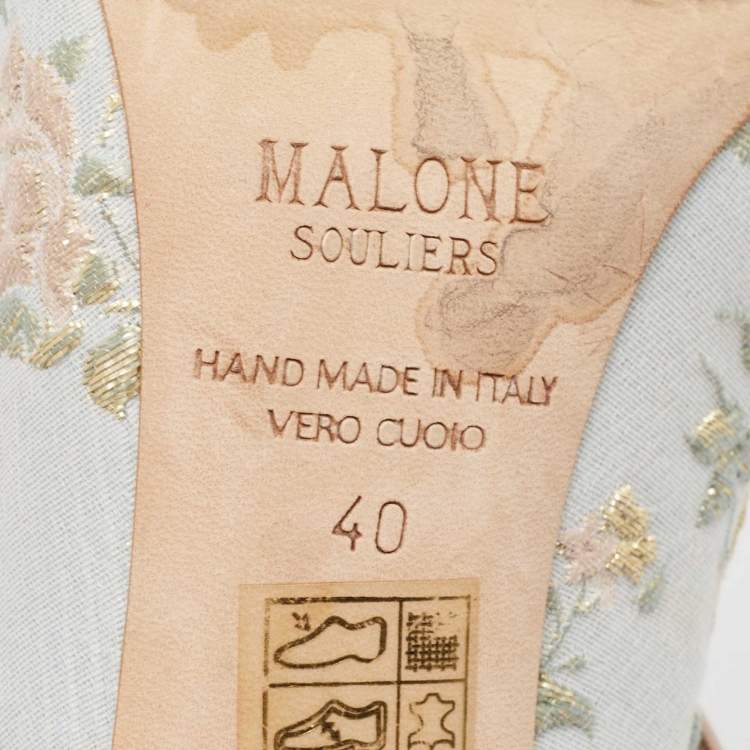 MALONE
SOULIERS
HAND MADE IN ITALY
VERO CUOIO
40